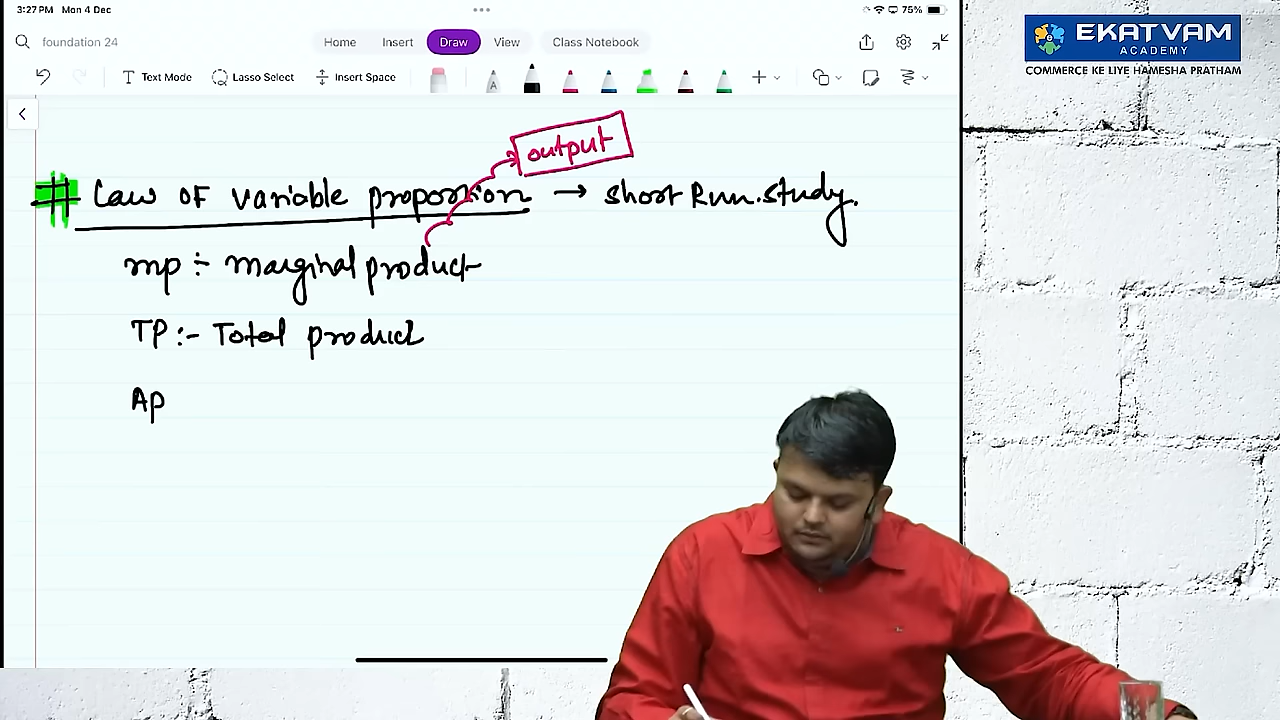 3:27 PM Mon 4 Dec
75%
foundation 24
Home Insert Draw View Class Notebook
Text Mode Lasso Select Insert Space
A
EKATVAM
ACADEMY
COMMERCE KE LIYE HAMESHA PRATHAM
output
# Law of variable proportion → short Run.study.
mp :- marginal product
TP :- Total product
Ap